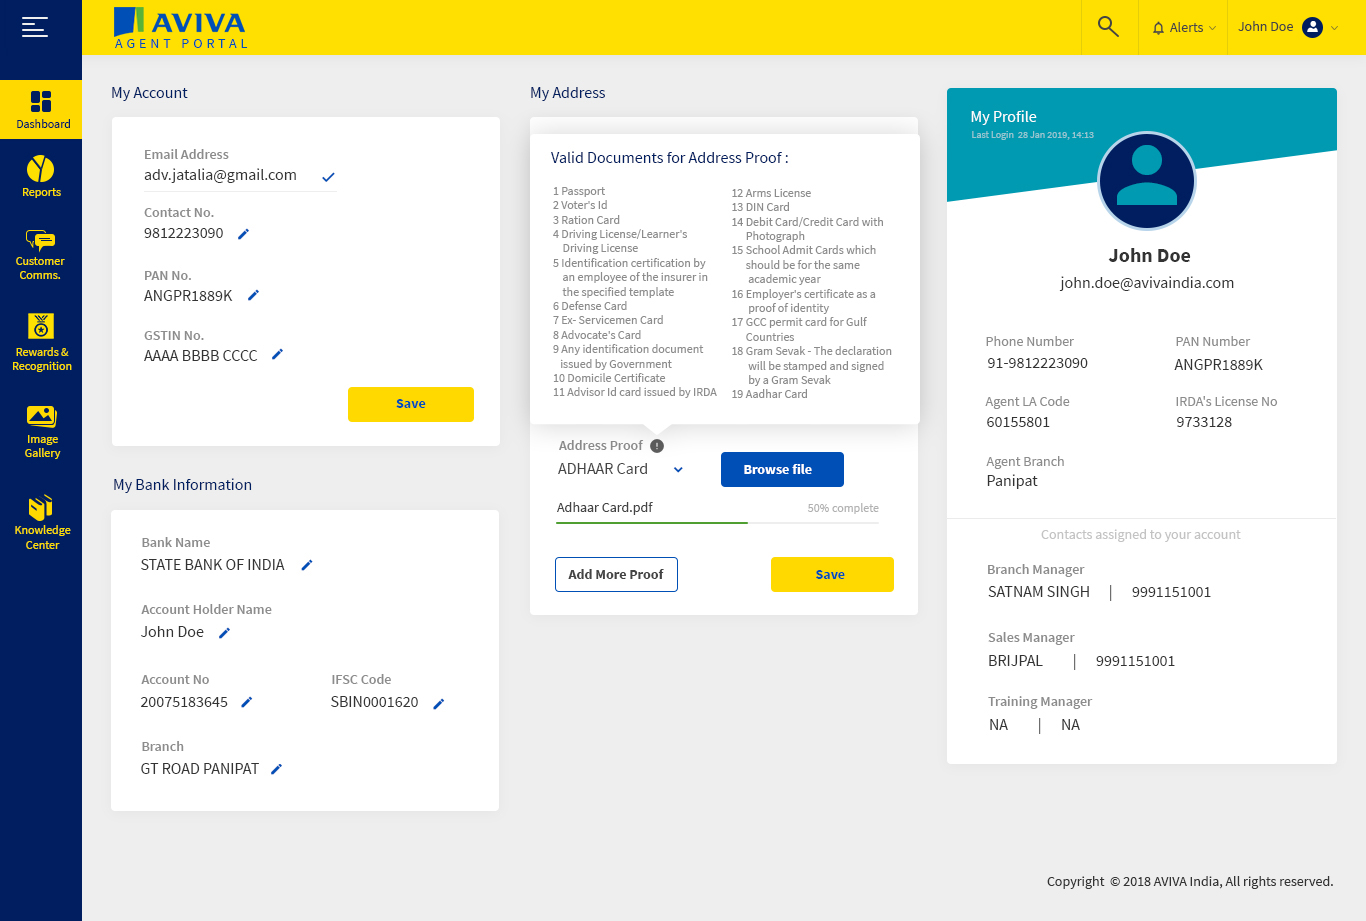 AVIVA
AGENT PORTAL
Alerts
John Doe
Dashboard
Reports
Customer
Comms.
Rewards &
Recognition
Image
Gallery
Knowledge
Center
My Account
Email Address
adv.jatalia@gmail.com
Contact No.
9812223090
PAN No.
ANGPR1889K
GSTIN No.
AAAA BBBB CCCC
Save
My Bank Information
Bank Name
STATE BANK OF INDIA
Account Holder Name
John Doe
Account No
20075183645
IFSC Code
SBIN0001620
Branch
GT ROAD PANIPAT
My Address
Valid Documents for Address Proof :
1 Passport
2 Voter's Id
3 Ration Card
4 Driving License/Learner's
Driving License
5 Identification certification by
an employee of the insurer in
the specified template
6 Defense Card
7 Ex- Servicemen Card
8 Advocate's Card
9 Any identification document
issued by Government
10 Domicile Certificate
11 Advisor Id card issued by IRDA
12 Arms License
13 DIN Card
14 Debit Card/Credit Card with
Photograph
15 School Admit Cards which
should be for the same
academic year
16 Employer's certificate as a
proof of identity
17 GCC permit card for Gulf
Countries
18 Gram Sevak - The declaration
will be stamped and signed
by a Gram Sevak
19 Aadhar Card
Address Proof
ADHAAR Card
Browse file
Adhaar Card.pdf
50% complete
Add More Proof
Save
My Profile
Last Login 28 Jan 2019, 14:13
John Doe
john.doe@avivaindia.com
Phone Number
91-9812223090
PAN Number
ANGPR1889K
Agent LA Code
60155801
IRDA's License No
9733128
Agent Branch
Panipat
Contacts assigned to your account
Branch Manager
SATNAM SINGH | 9991151001
Sales Manager
BRIJPAL | 9991151001
Training Manager
NA | NA
Copyright © 2018 AVIVA India, All rights reserved.